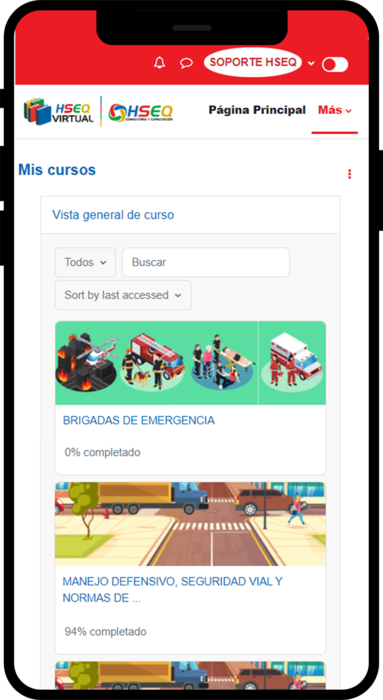 SOPORTE HSEQ
HSEQ
VIRTUAL
HSEQ
CONSULTORIA Y CAPACITACIÓN
Página Principal
Más
Mis cursos
Vista general de curso
Todos
Buscar
Sort by last accessed
BRIGADAS DE EMERGENCIA
0% completado
MANEJO DEFENSIVO, SEGURIDAD VIAL Y
NORMAS DE ...
94% completado